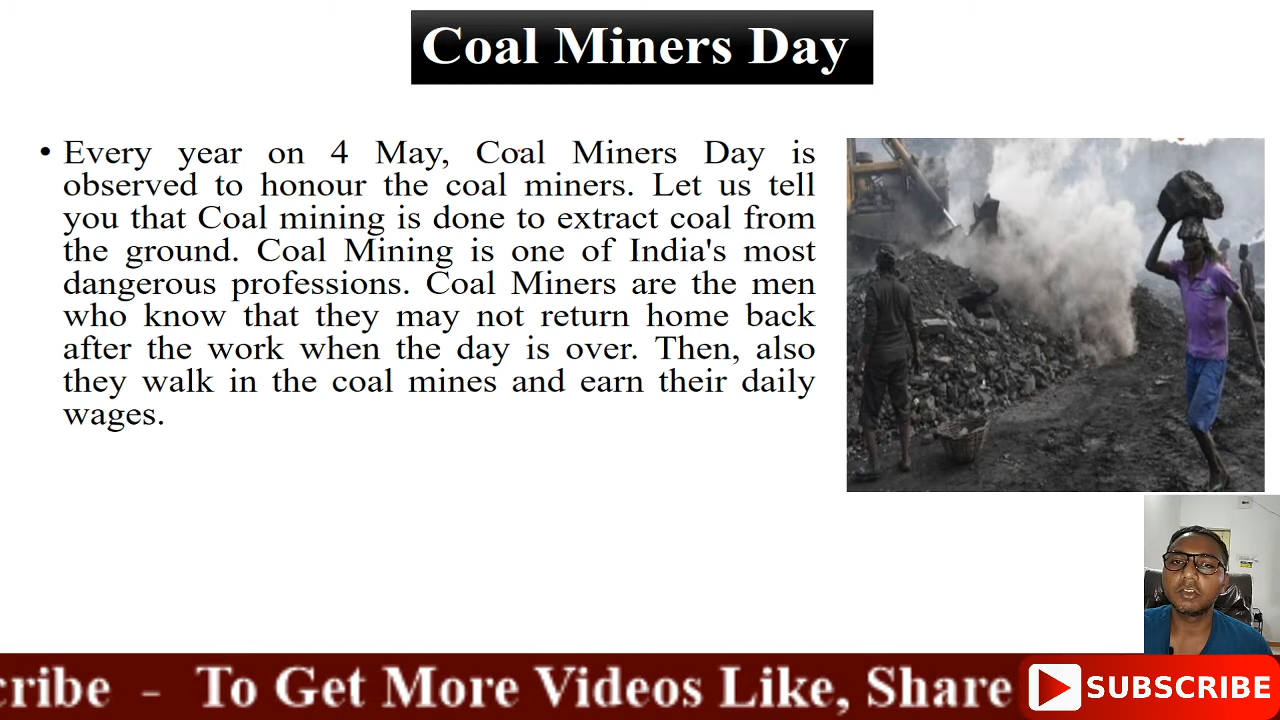 Coal Miners Day
• Every year on 4 May, Coal Miners Day is
observed to honour the coal miners. Let us tell
you that Coal mining is done to extract coal from
the ground. Coal Mining is one of India's most
dangerous professions. Coal Miners are the men
who know that they may not return home back
after the work when the day is over. Then, also
they walk in the coal mines and earn their daily
wages.
cribe - To Get More Videos Like, Share
SUBSCRIBE